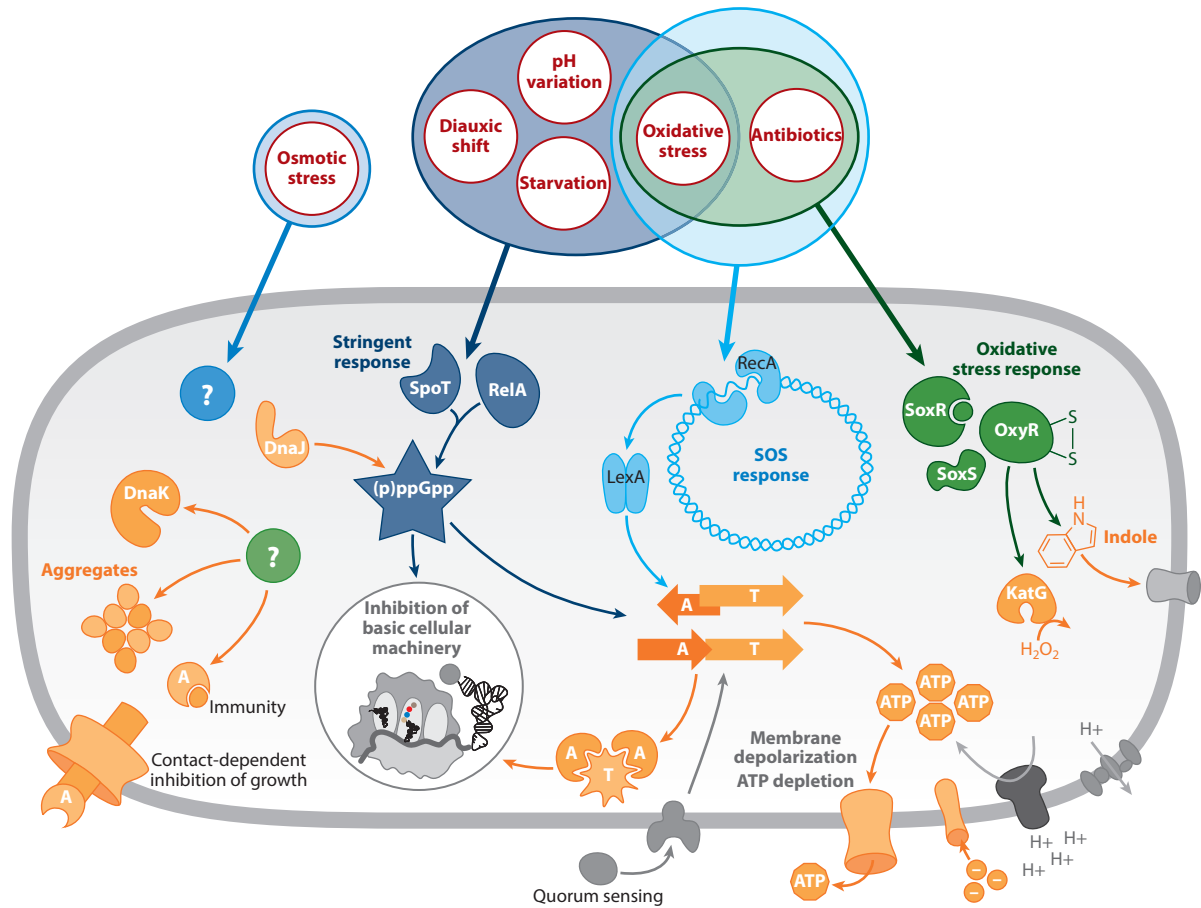 pH
variation
Diauxic
shift
Starvation
Oxidative
stress
Antibiotics
Osmotic
stress
Stringent
response
SpoT
RelA
RecA
Oxidative
stress response
SoxR
OxyR
S
S
SoxS
?
DnaJ
(p)ppGpp
LexA
SOS
response
DnaK
?
H
N
Indole
Aggregates
KatG
H2O2
A
T
A
T
Inhibition of
basic cellular
machinery
A
Immunity
ATP
ATP
ATP
ATP
H+
Contact-dependent
inhibition of growth
A
A
A
T
Membrane
depolarization
ATP depletion
H+
H+
H+
H+
H+
Quorum sensing
ATP
–
–
–